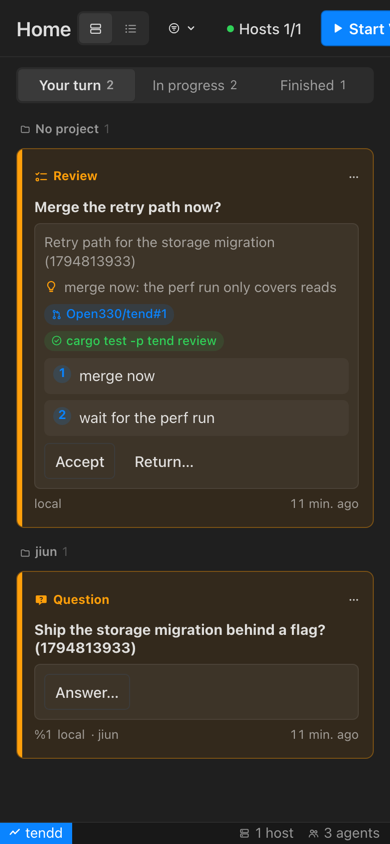 Home
Hosts 1/1
Start
Your turn 2
In progress 2
Finished 1
No project 1
Review
...
Merge the retry path now?
Retry path for the storage migration
(1794813933)
merge now: the perf run only covers reads
Open330/tend#1
cargo test -p tend review
1 merge now
2 wait for the perf run
Accept
Return...
local
11 min. ago
jiun 1
Question
...
Ship the storage migration behind a flag?
(1794813933)
Answer...
%1 local · jiun
11 min. ago
tendd
1 host
3 agents